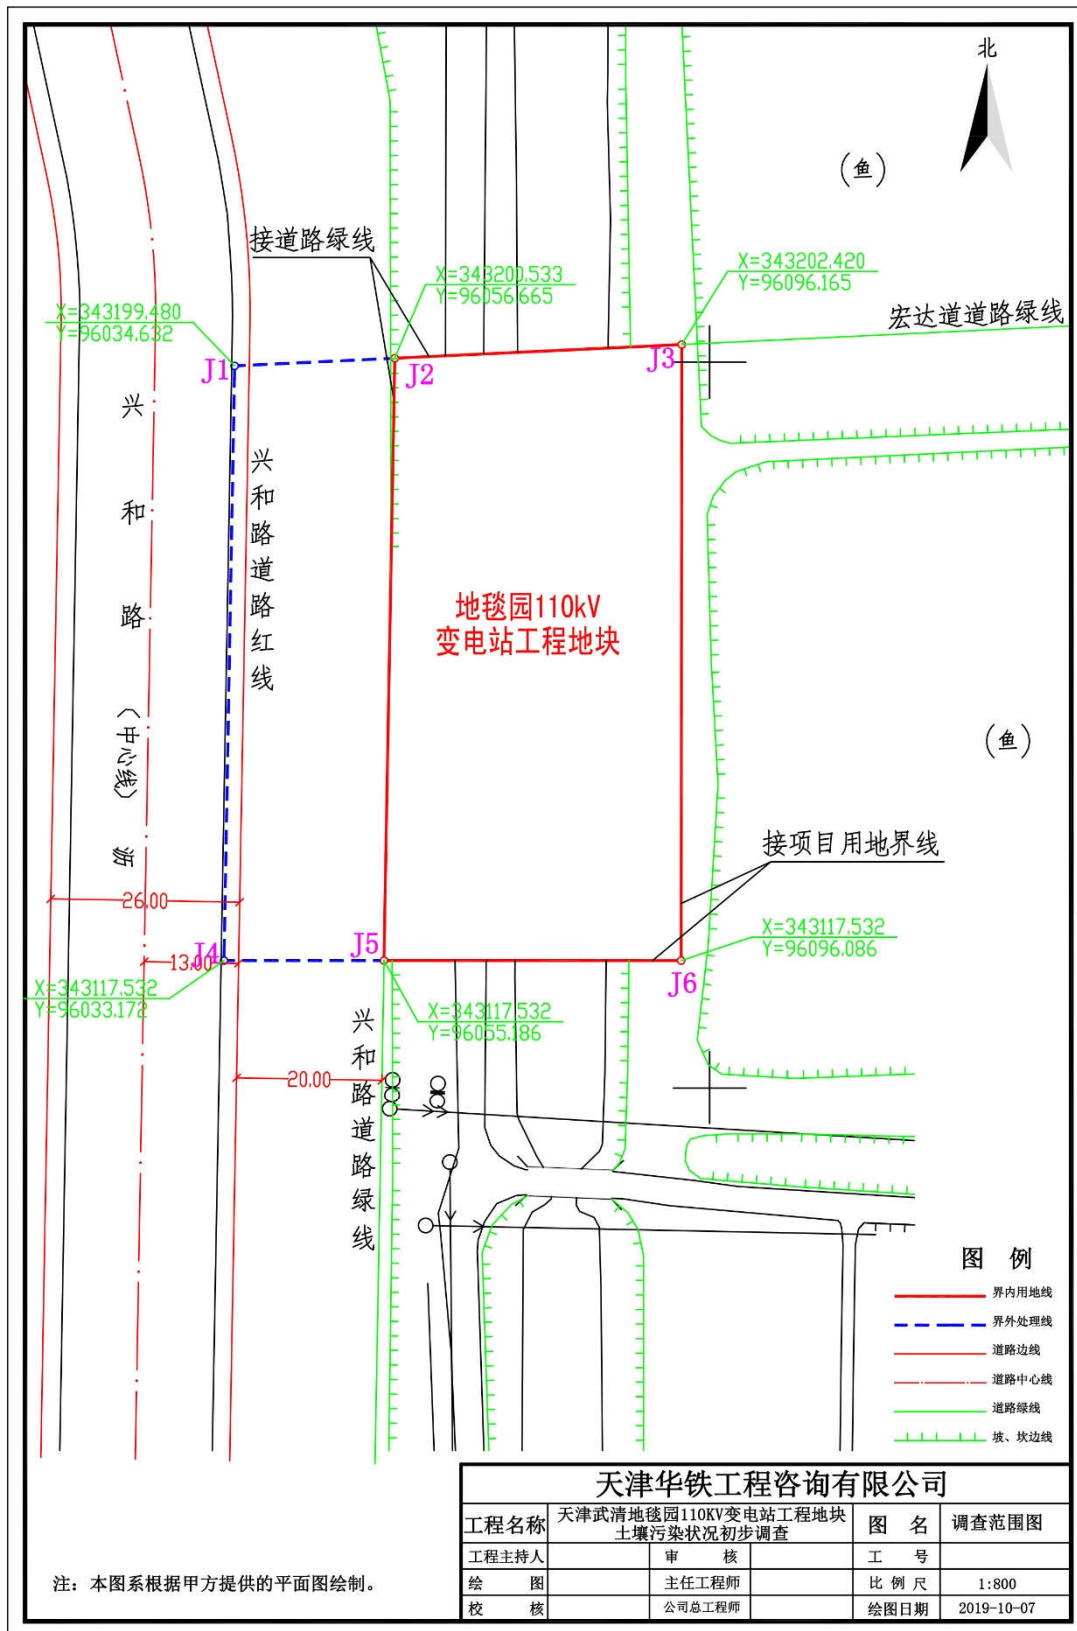 北
(鱼)
接道路绿线
X=343200.533
Y=96056.665
X=343202.420
Y=96096.165
宏达道道路绿线
X=343199.480
Y=96034.632
J1
J2
J3
兴和路(中心线)沥
兴和路道路红线
地毯园110kV
变电站工程地块
(鱼)
接项目用地界线
26.00
J4
13.00
J5
J6
X=343117.532
Y=96096.086
X=343117.532
Y=96033.172
X=343117.532
Y=96055.186
兴和路道路绿线
20.00
图 例
界内用地线
界外处理线
道路边线
道路中心线
道路绿线
坡、坎边线
天津华铁工程咨询有限公司
工程名称 天津武清地毯园110KV变电站工程地块 图 名 调查范围图
土壤污染状况初步调查
工程主持人 审 核 工 号
绘 图 主任工程师 比例尺 1:800
校 核 公司总工程师 绘图日期 2019-10-07
注：本图系根据甲方提供的平面图绘制。